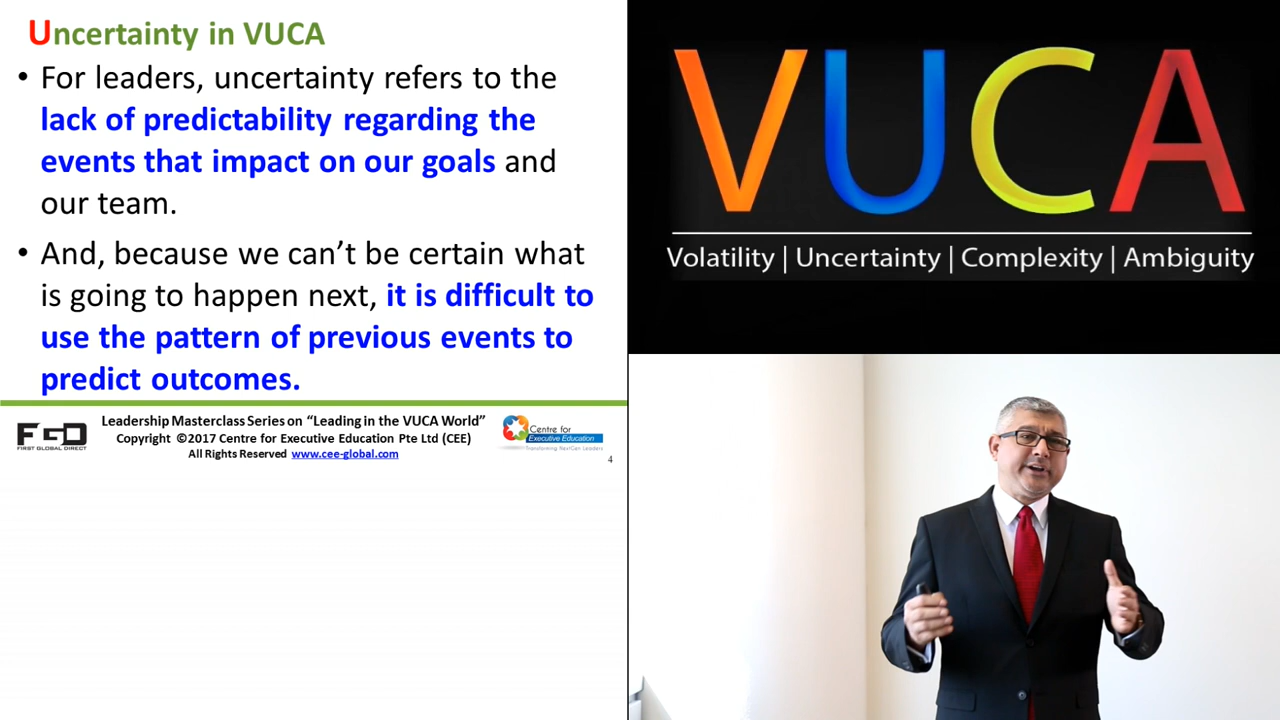 Uncertainty in VUCA
• For leaders, uncertainty refers to the
lack of predictability regarding the
events that impact on our goals and
our team.
• And, because we can’t be certain what
is going to happen next, it is difficult to
use the pattern of previous events to
predict outcomes.
FGD
FIRST GLOBAL DIRECT
Leadership Masterclass Series on “Leading in the VUCA World”
Copyright ©2017 Centre for Executive Education Pte Ltd (CEE)
All Rights Reserved www.cee-global.com
Centre for
Executive Education
Transforming NextGen Leaders
4
VUCA
Volatility | Uncertainty | Complexity | Ambiguity